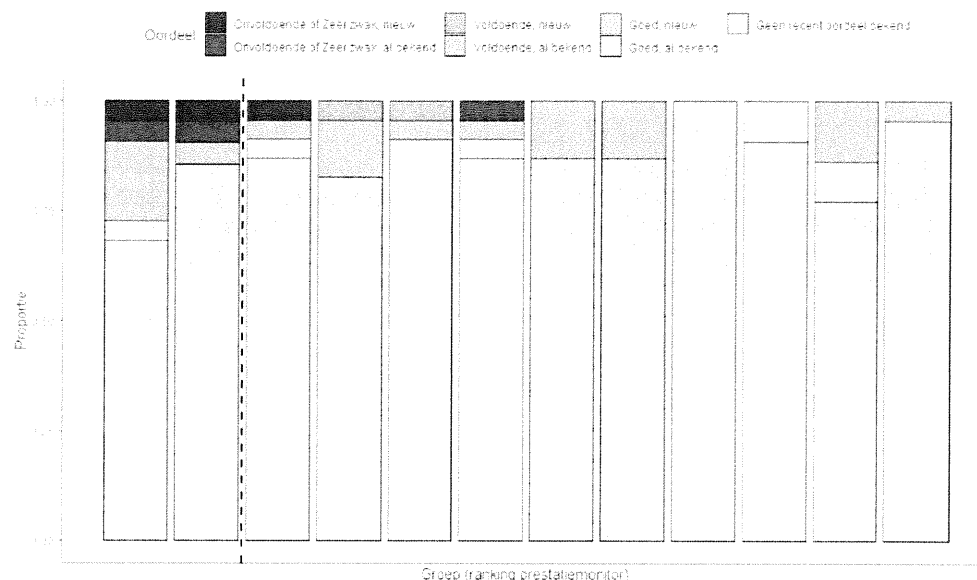 Oordeel
Onvoldoende of Zeer zwak, nieuw
Onvoldoende of Zeer zwak, al bekend
Voldoende, nieuw
Voldoende, al bekend
Goed, nieuw
Goed, al bekend
Geen recent oordeel bekend
Proportie
Groep (ranking prestatiemonitor)